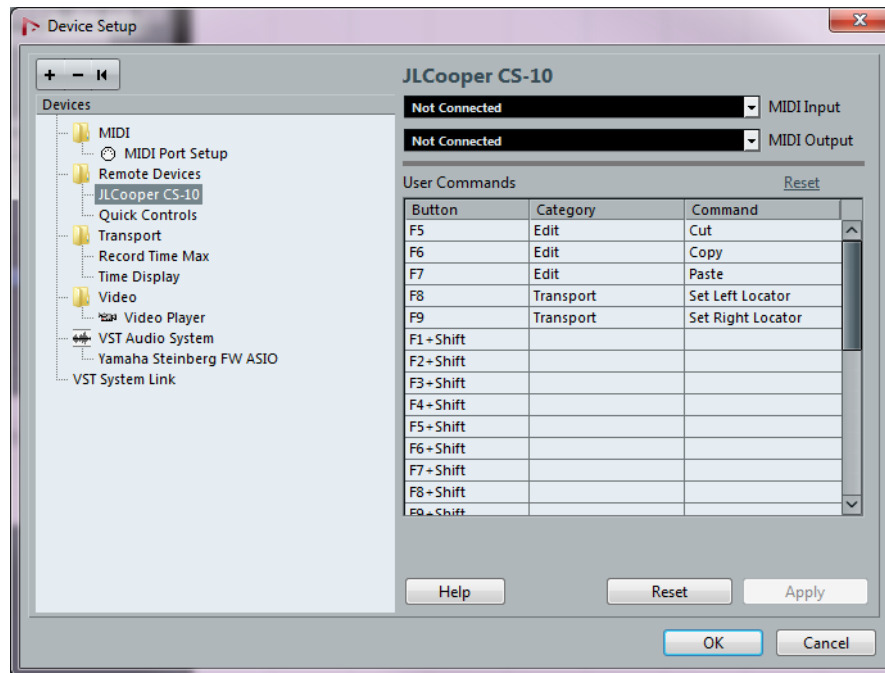 Device Setup
Devices
MIDI
MIDI Port Setup
Remote Devices
JLCooper CS-10
Quick Controls
Transport
Record Time Max
Time Display
Video
Video Player
VST Audio System
Yamaha Steinberg FW ASIO
VST System Link
JLCooper CS-10
Not Connected MIDI Input
Not Connected MIDI Output
User Commands Reset
Button Category Command
F5 Edit Cut
F6 Edit Copy
F7 Edit Paste
F8 Transport Set Left Locator
F9 Transport Set Right Locator
F1+Shift
F2+Shift
F3+Shift
F4+Shift
F5+Shift
F6+Shift
F7+Shift
F8+Shift
F9+Shift
Help Reset Apply
OK Cancel